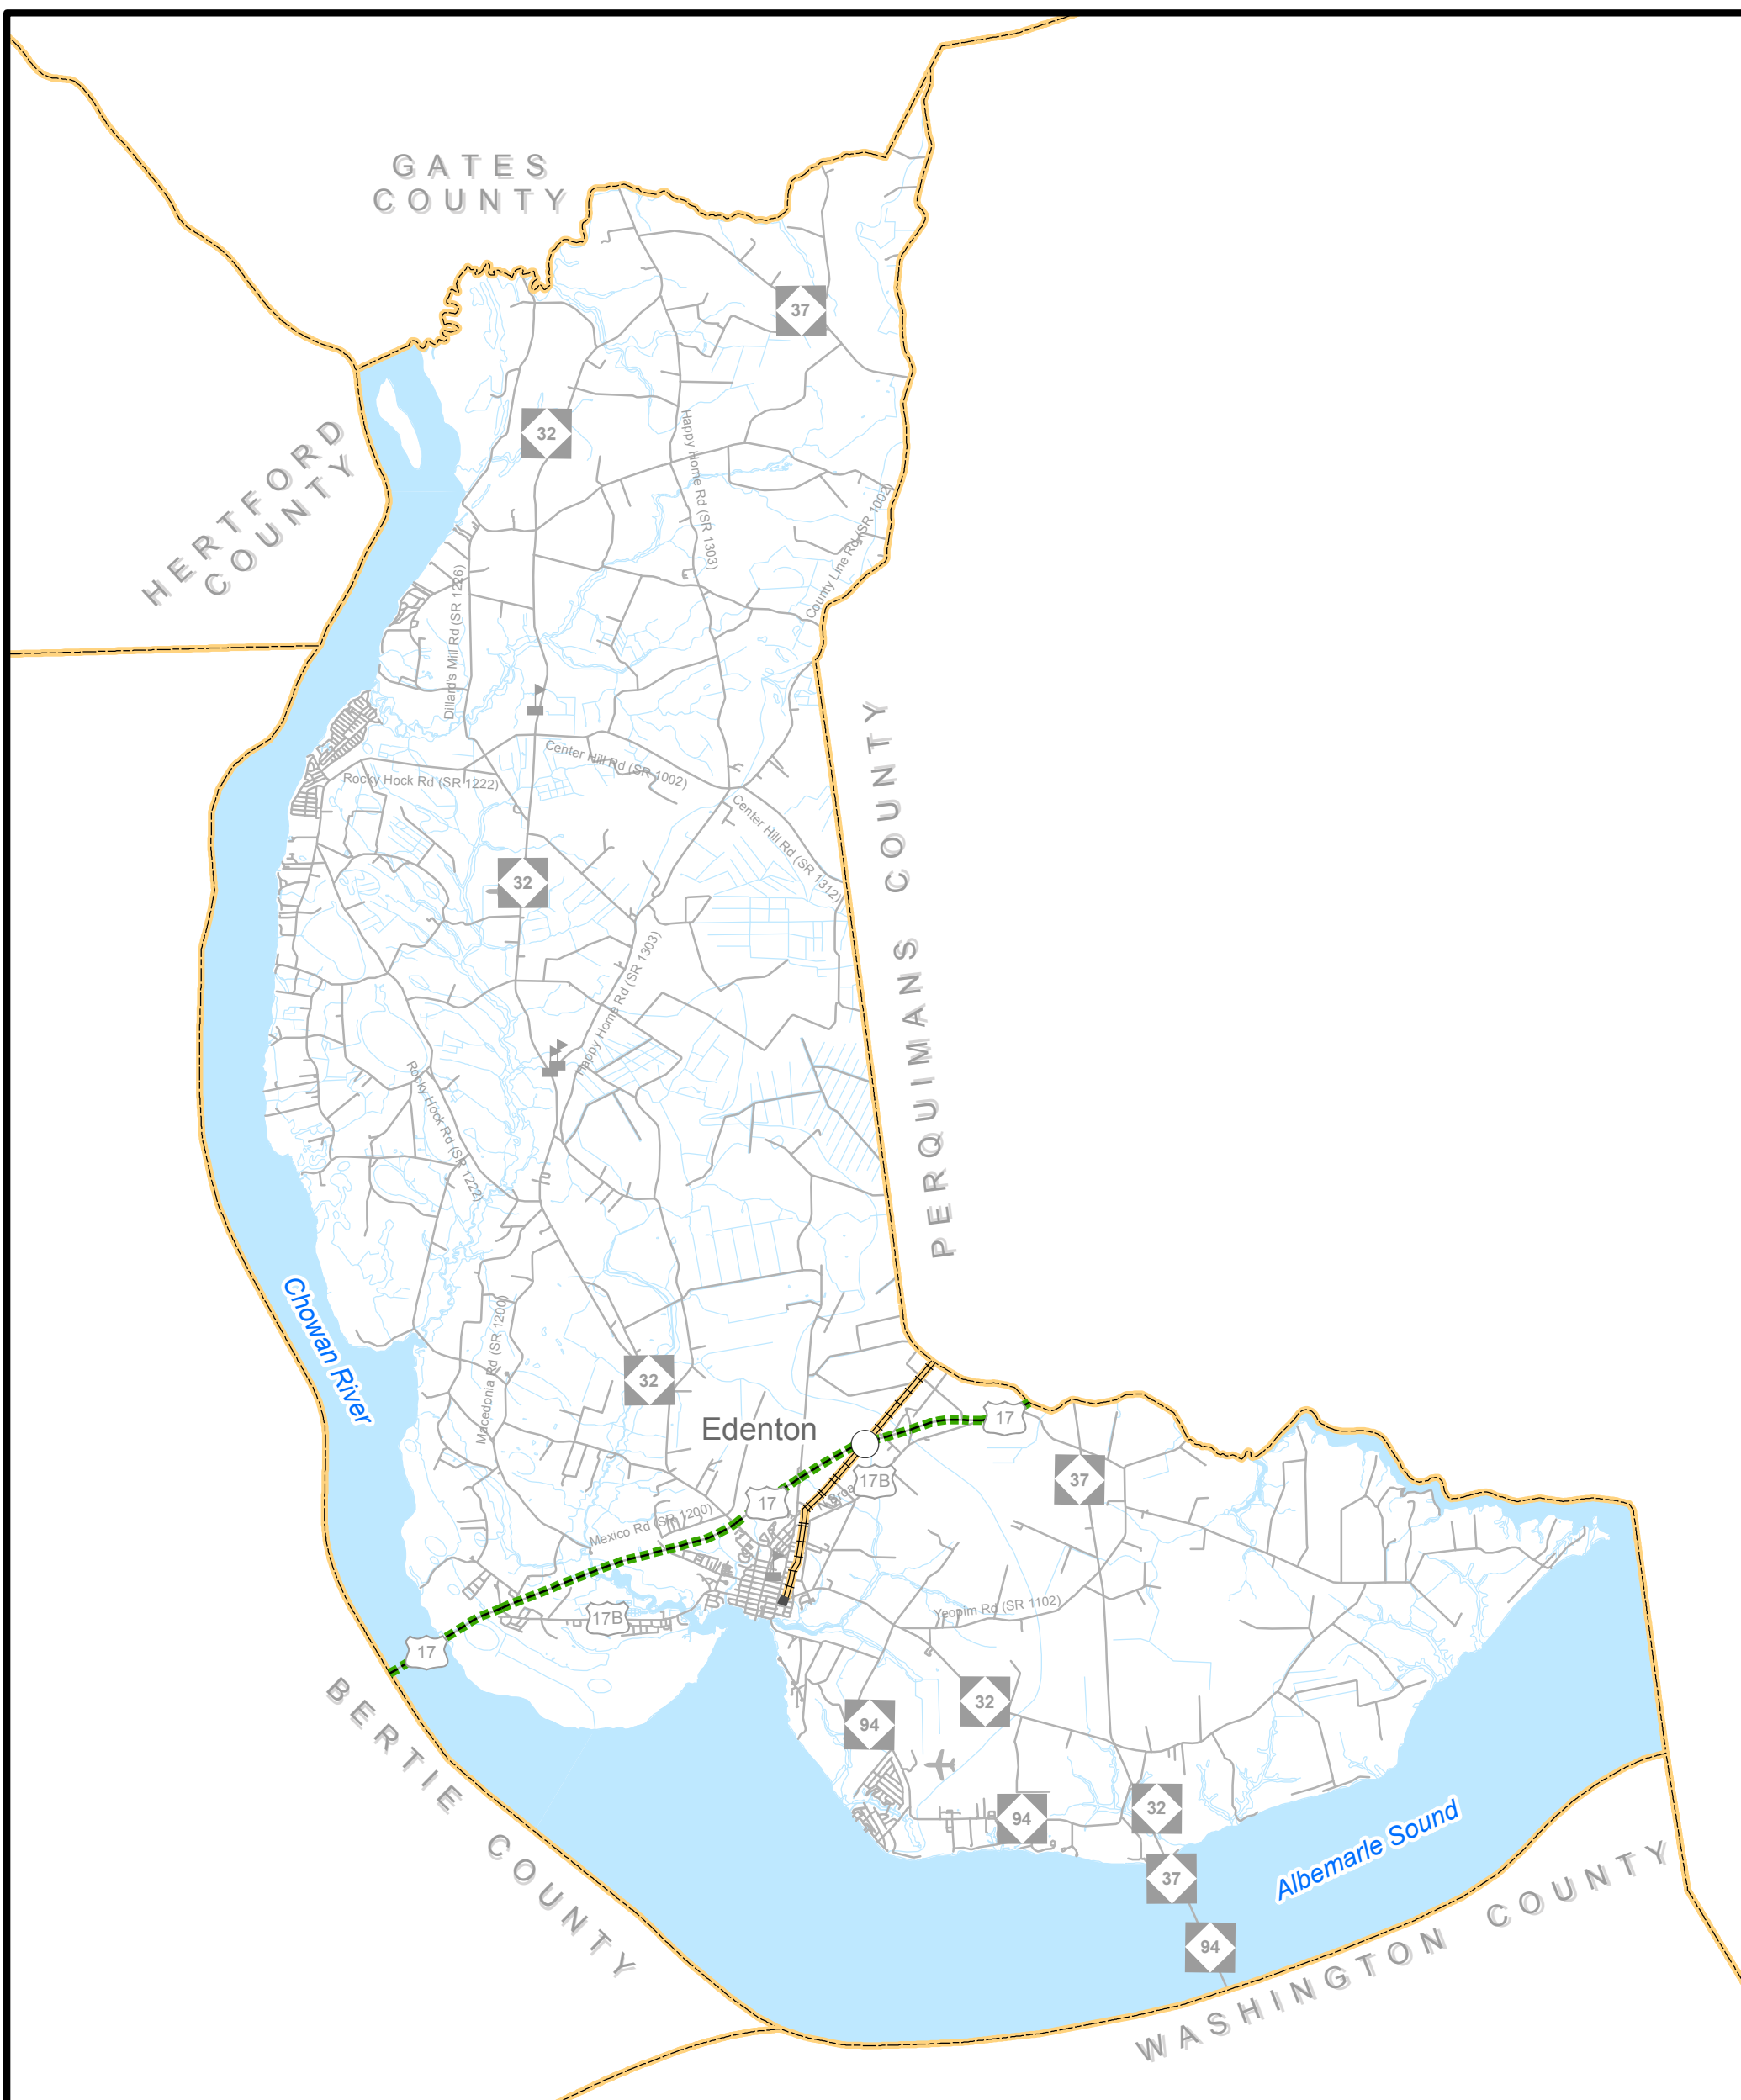 GATES
COUNTY
37
32
HERTFORD
COUNTY
Happy Home Rd (SR 1303)
County Line Rd (SR 1002)
Dillard's Mill Rd (SR 1226)
Center Hill Rd (SR 1002)
Rocky Hock Rd (SR 1222)
Center Hill Rd (SR 1312)
PERQUIMANS COUNTY
32
Happy Home Rd (SR 1303)
Rocky Hock Rd (SR 1222)
Chowan River
Macedonia Rd (SR 1200)
32
Edenton
17
37
17B
17
Mexico Rd (SR 1200)
17B
Yeopim Rd (SR 1102)
17
BERTIE COUNTY
32
94
94
32
37
94
Albemarle Sound
WASHINGTON COUNTY